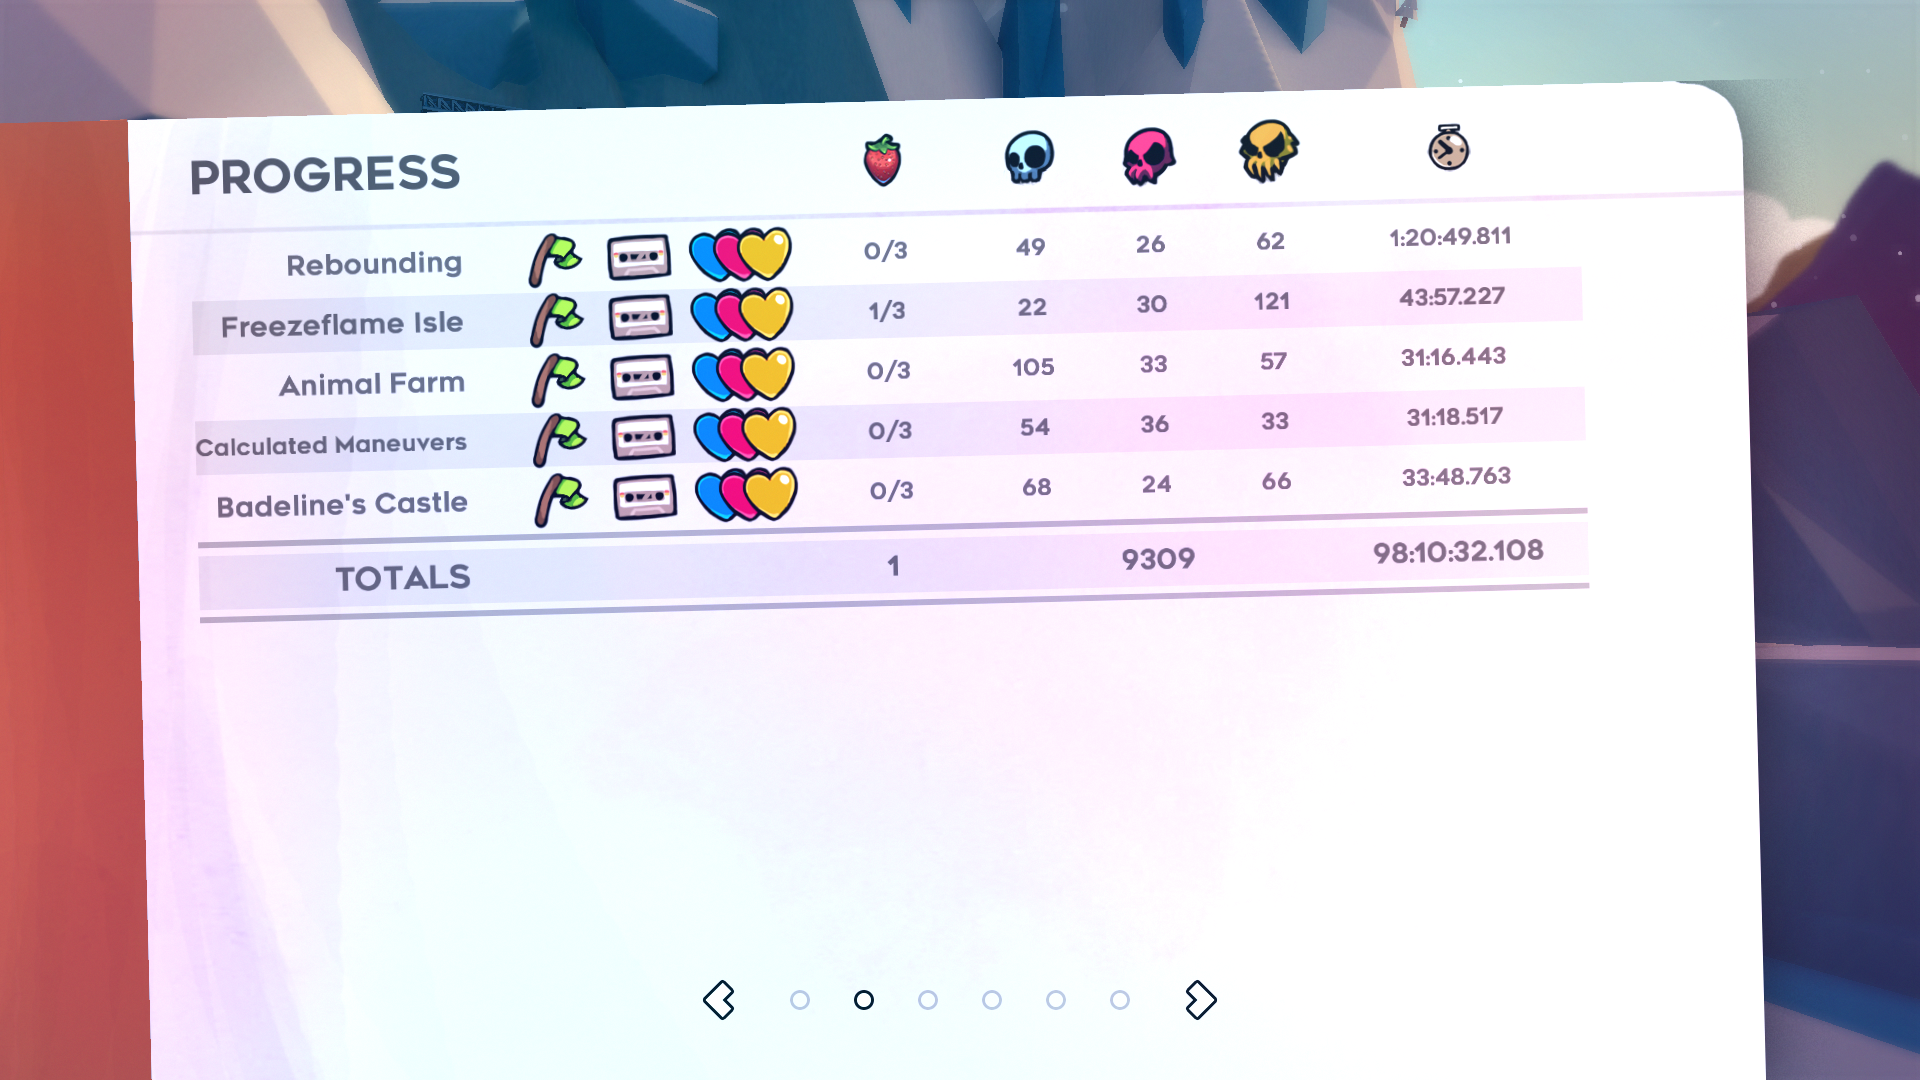 PROGRESS
Rebounding 0/3 49 26 62 1:20:49.811
Freezeflame Isle 1/3 22 30 121 43:57.227
Animal Farm 0/3 105 33 57 31:16.443
Calculated Maneuvers 0/3 54 36 33 31:18.517
Badeline's Castle 0/3 68 24 66 33:48.763
TOTALS 1 9309 98:10:32.108